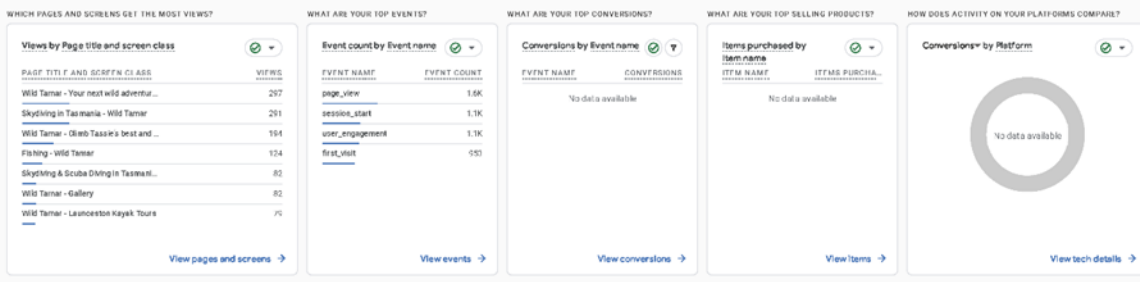 WHICH PAGES AND SCREENS GET THE MOST VIEWS?
Views by Page title and screen class
PAGE TITLE AND SCREEN CLASS VIEWS
Wild Tamar - Your next wild adventur... 297
Skydiving in Tasmania - Wild Tamar 291
Wild Tamar - Climb Tassie's best and ... 194
Fishing - Wild Tamar 124
Skydiving & Scuba Diving in Tasmani... 82
Wild Tamar - Gallery 82
Wild Tamar - Launceston Kayak Tours 79
View pages and screens →
WHAT ARE YOUR TOP EVENTS?
Event count by Event name
EVENT NAME EVENT COUNT
page_view 1.6K
session_start 1.1K
user_engagement 1.1K
first_visit 953
View events →
WHAT ARE YOUR TOP CONVERSIONS?
Conversions by Event name
EVENT NAME CONVERSIONS
No data available
View conversions →
WHAT ARE YOUR TOP SELLING PRODUCTS?
Items purchased by
Item name
ITEM NAME ITEMS PURCHA...
No data available
View items →
HOW DOES ACTIVITY ON YOUR PLATFORMS COMPARE?
Conversions by Platform
No data available
View tech details →